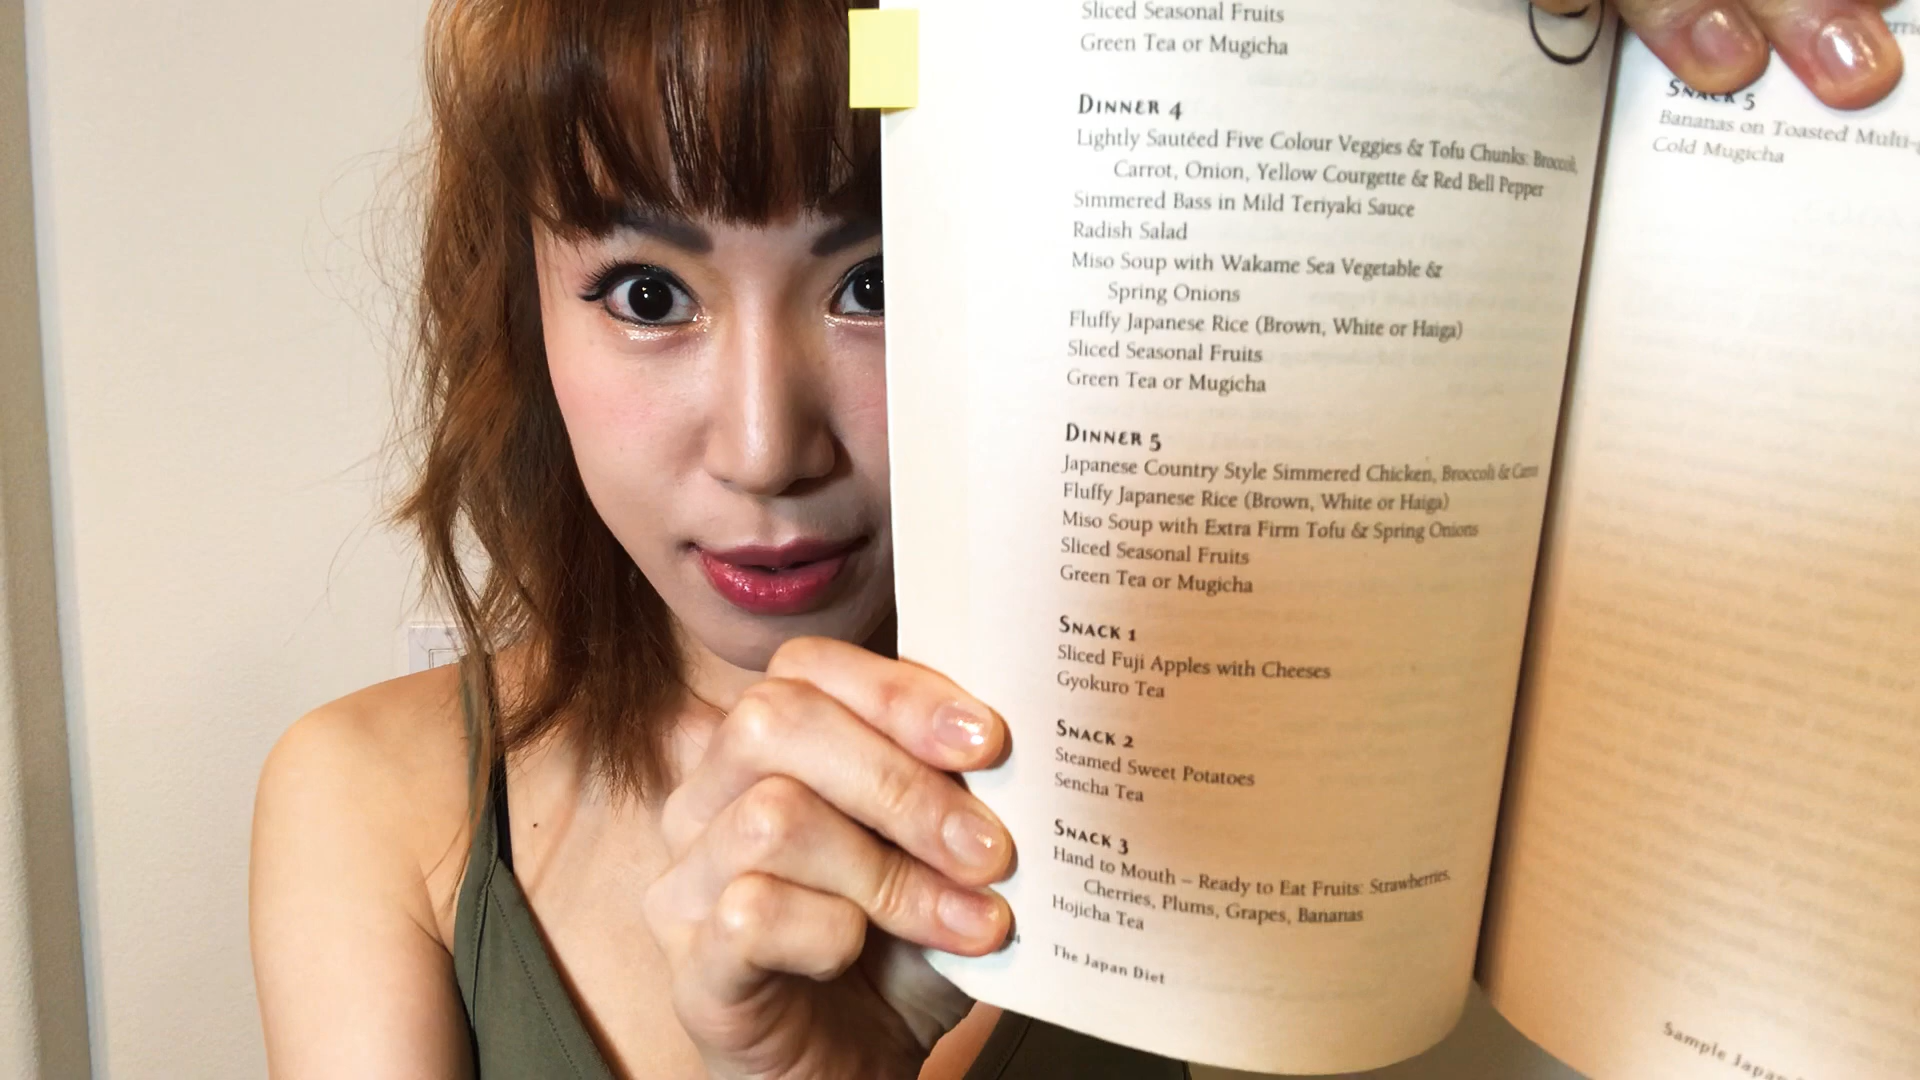 Sliced Seasonal Fruits
Green Tea or Mugicha
DINNER 4
Lightly Sautéed Five Colour Veggies & Tofu Chunks: Broccoli,
Carrot, Onion, Yellow Courgette & Red Bell Pepper
Simmered Bass in Mild Teriyaki Sauce
Radish Salad
Miso Soup with Wakame Sea Vegetable &
Spring Onions
Fluffy Japanese Rice (Brown, White or Haiga)
Sliced Seasonal Fruits
Green Tea or Mugicha
DINNER 5
Japanese Country Style Simmered Chicken, Broccoli & Carrot
Fluffy Japanese Rice (Brown, White or Haiga)
Miso Soup with Extra Firm Tofu & Spring Onions
Sliced Seasonal Fruits
Green Tea or Mugicha
SNACK 1
Sliced Fuji Apples with Cheeses
Gyokuro Tea
SNACK 2
Steamed Sweet Potatoes
Sencha Tea
SNACK 3
Hand to Mouth – Ready to Eat Fruits: Strawberries,
Cherries, Plums, Grapes, Bananas
Hojicha Tea
The Japan Diet
SNACK 5
Bananas on Toasted Multi-
Cold Mugicha
Sample Japan